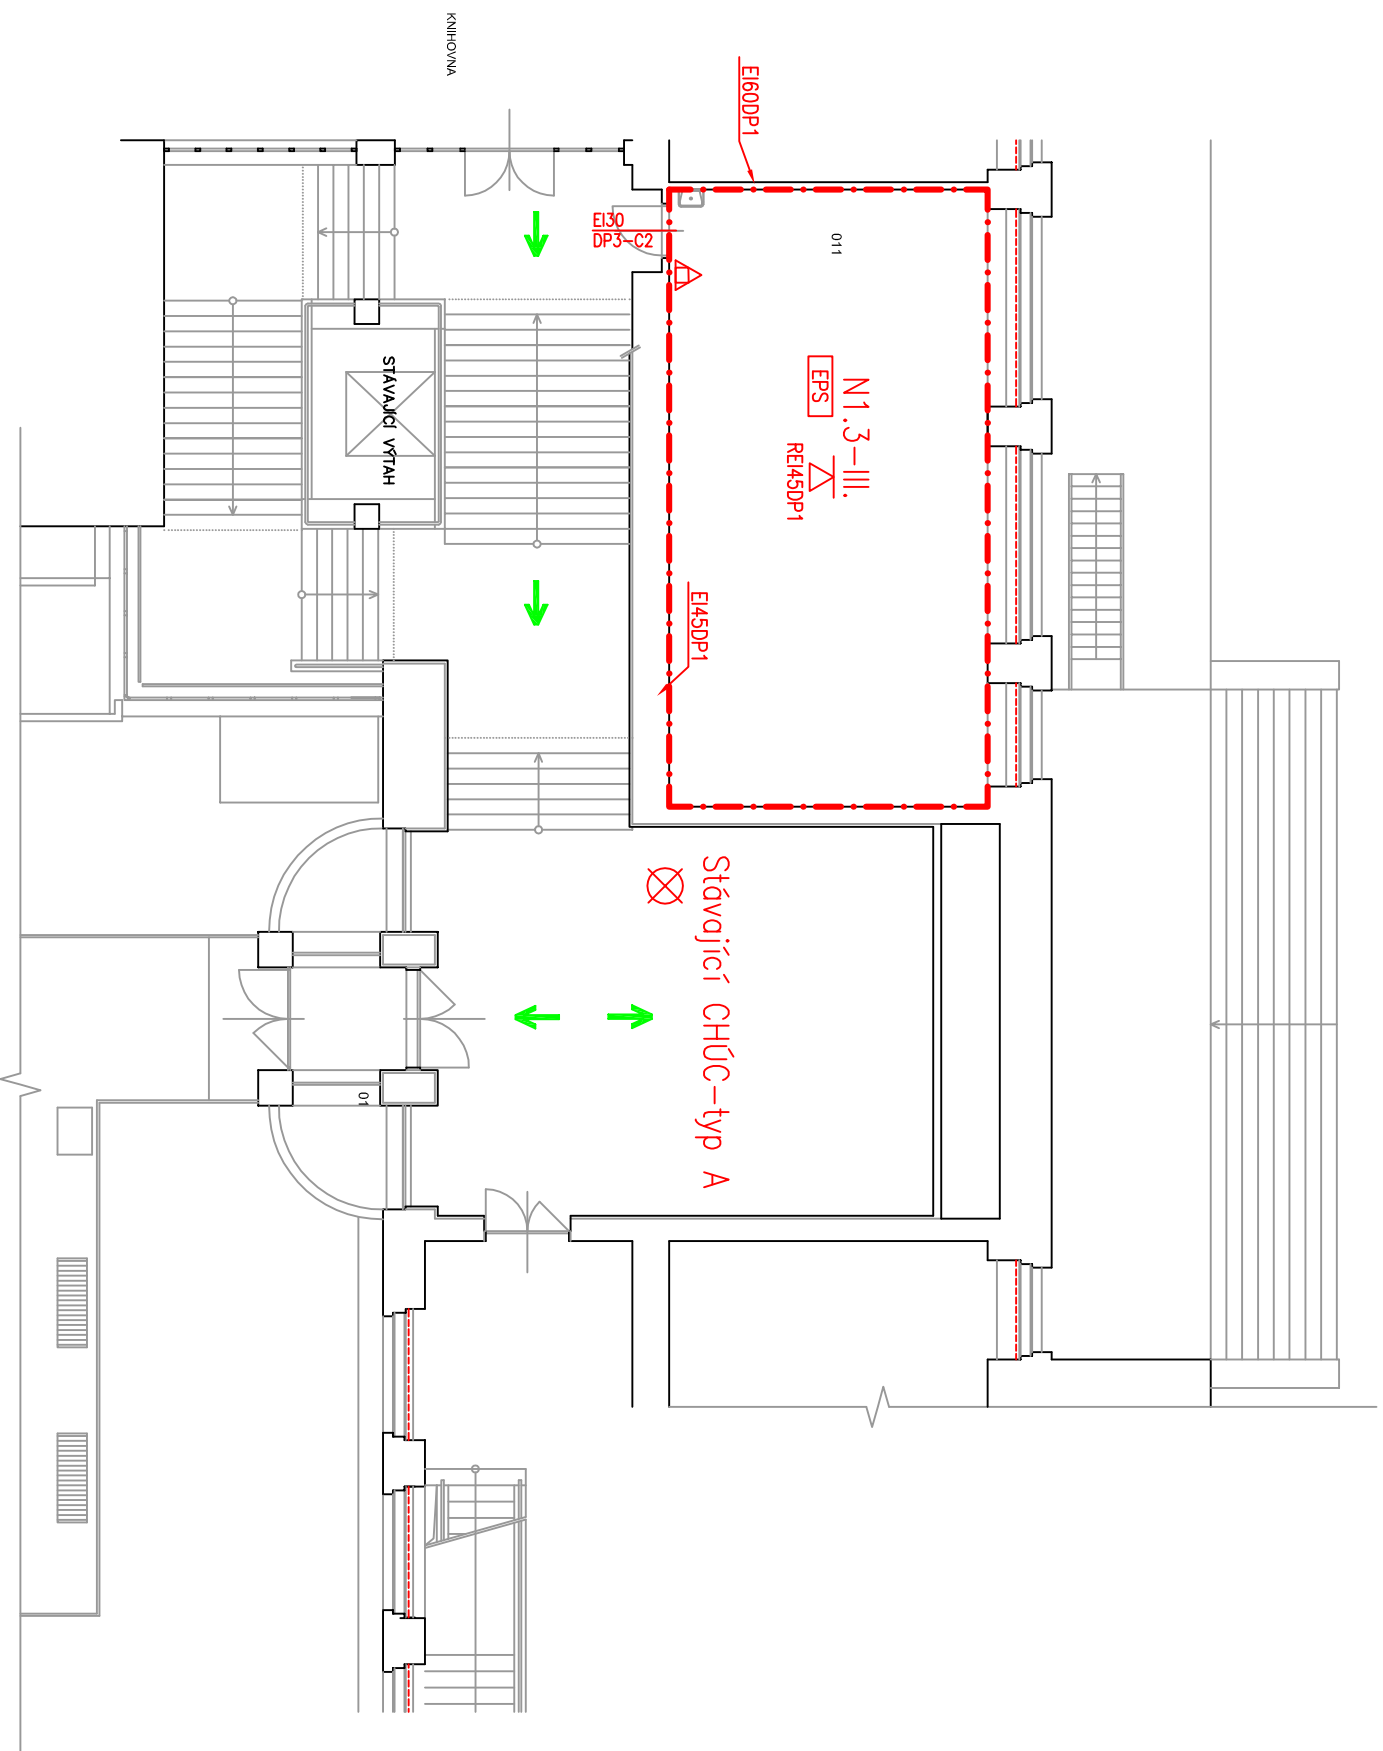 KNIHOVNA
EI60DP1
EI30
DP3-C2
011
N1.3-III.
EPS
REI45DP1
STÁVAJÍCÍ VÝTAH
EI45DP1
Stávající CHÚC-typ A
01